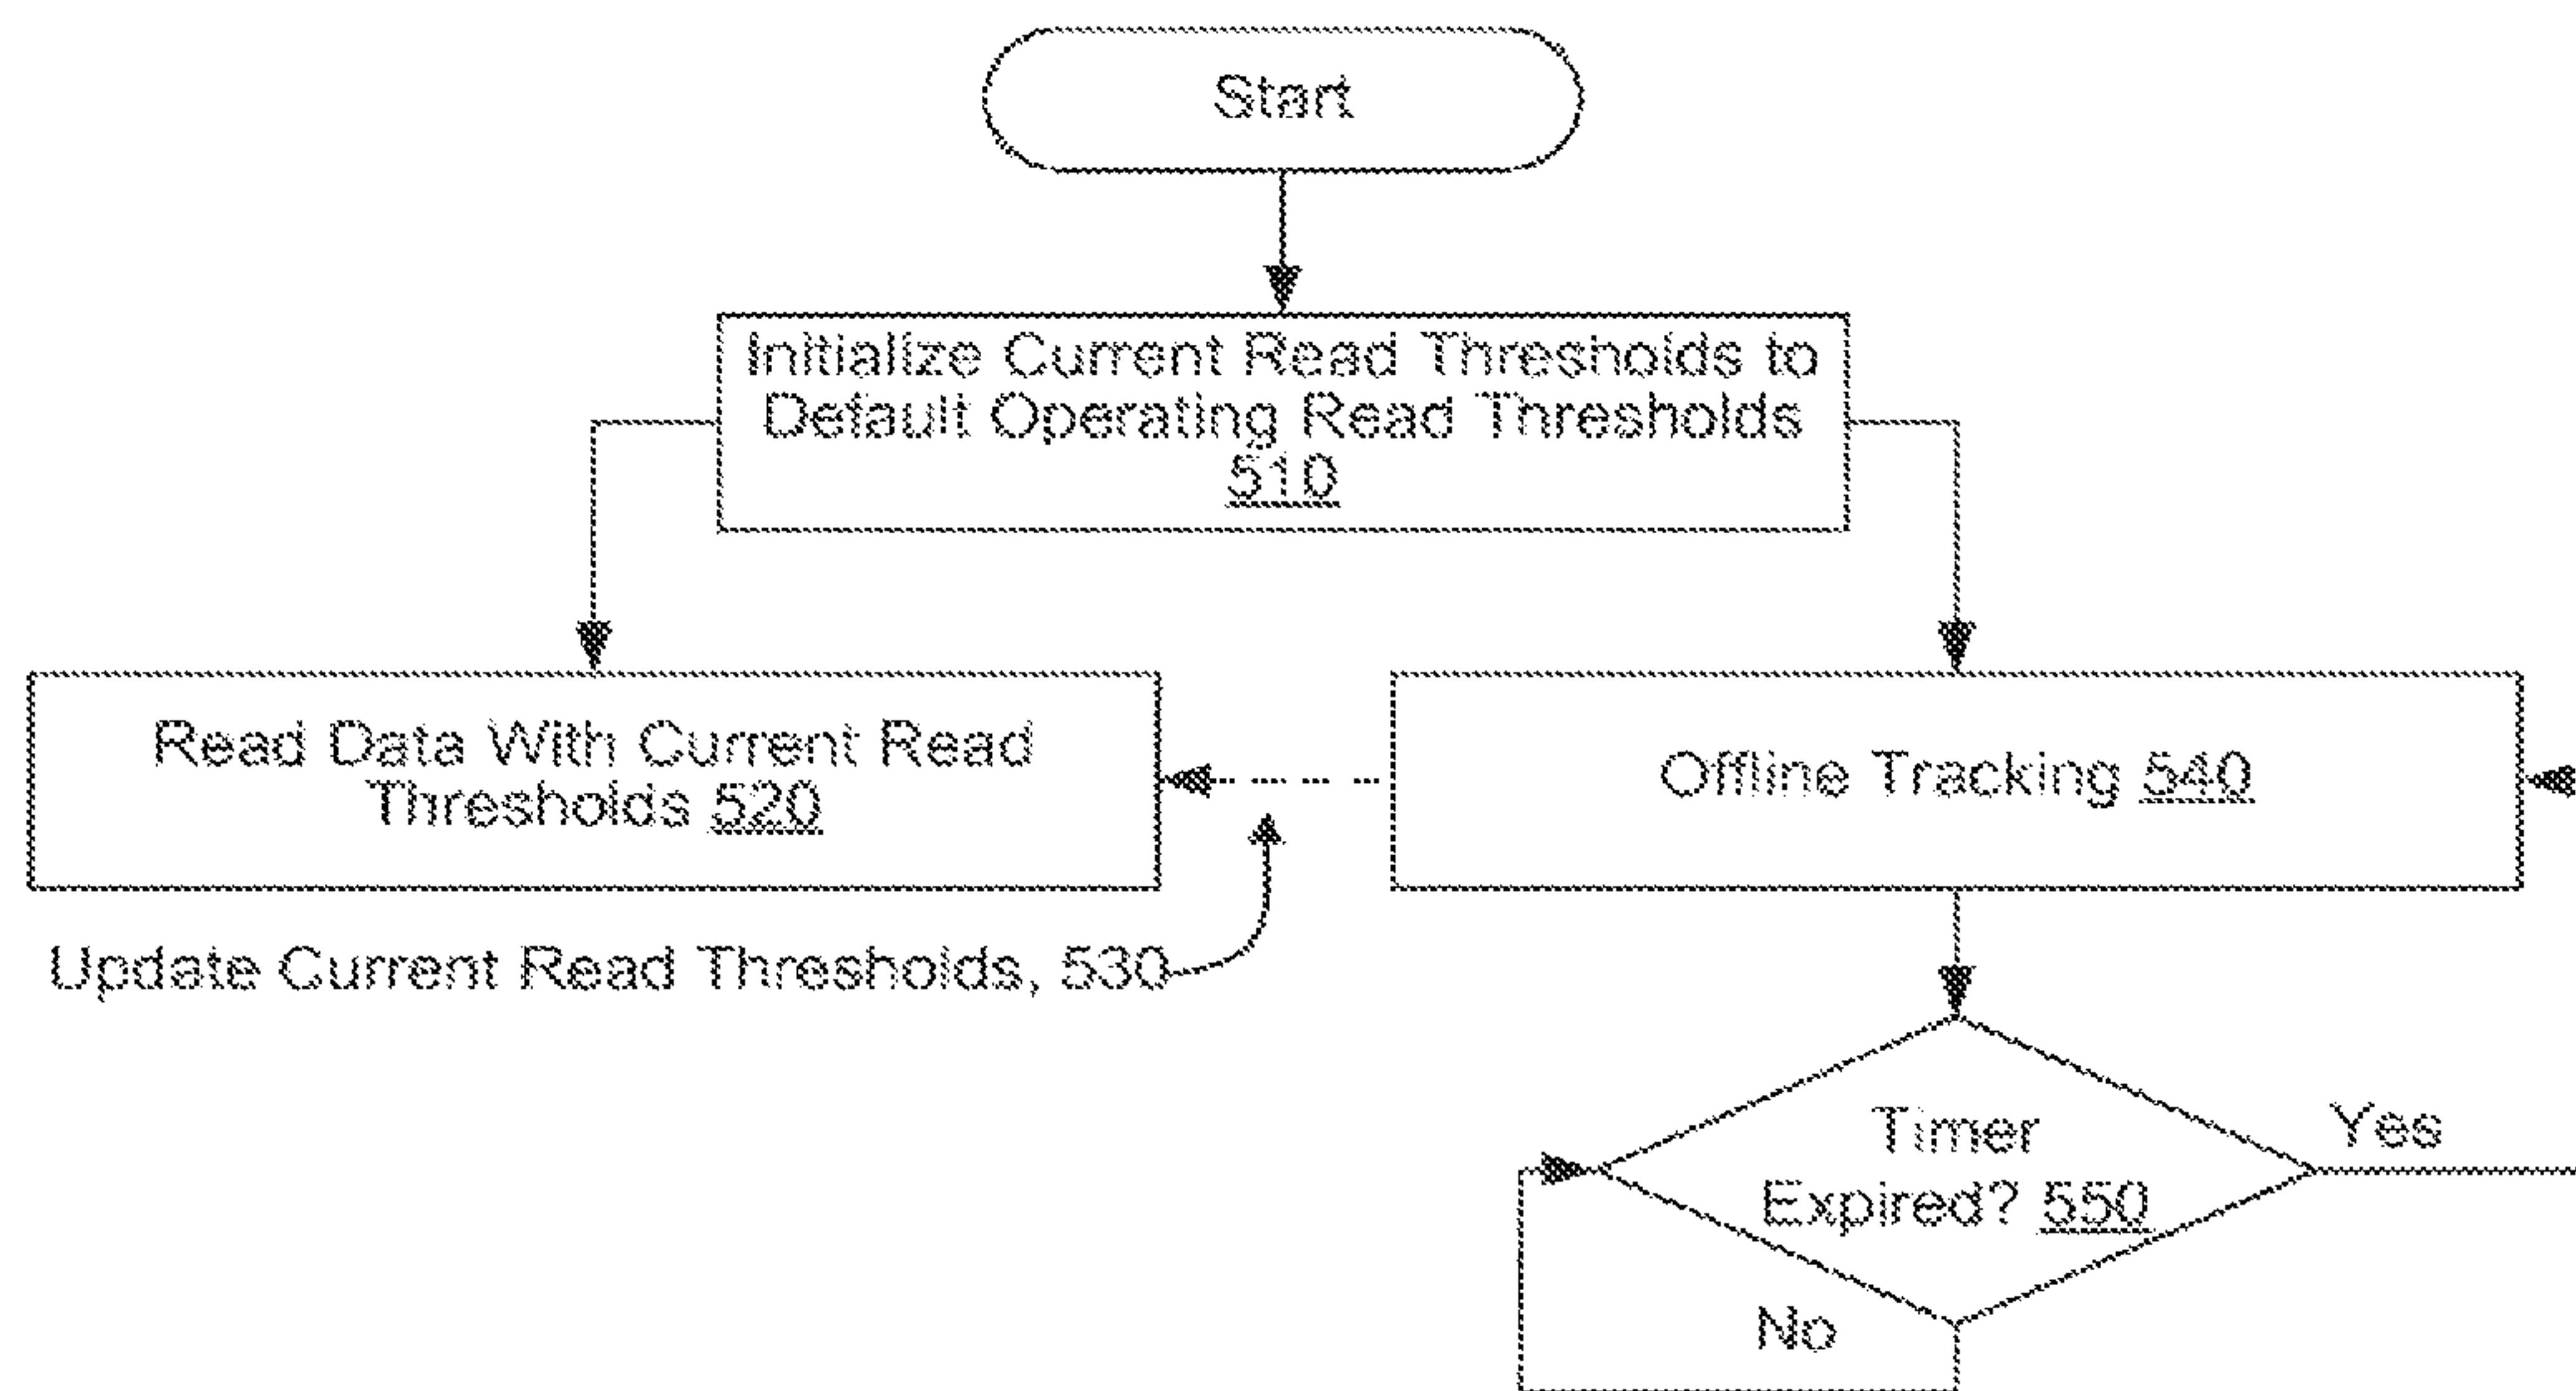 Start
Initialize Current Read Thresholds to
Default Operating Read Thresholds
510
Read Data With Current Read
Thresholds 520
Offline Tracking 540
Update Current Read Thresholds, 530
Timer
Expired? 550
Yes
No